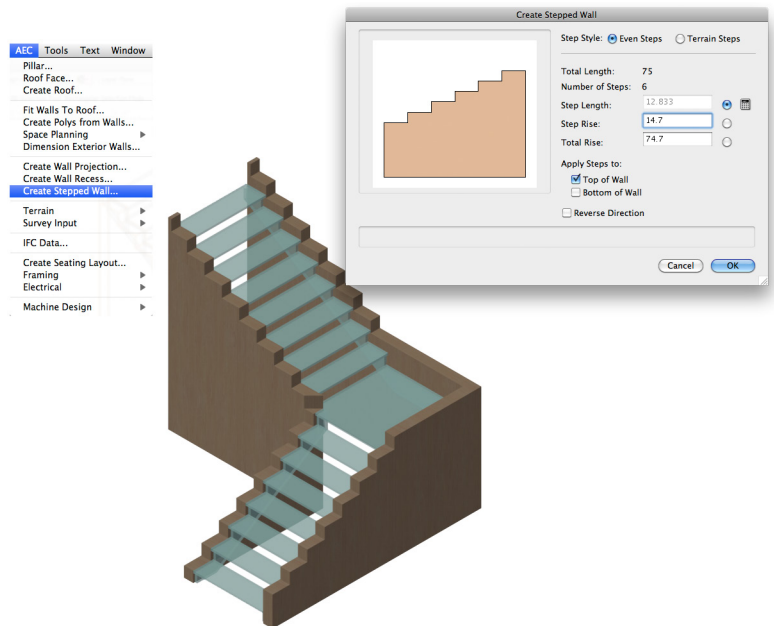 AEC Tools Text Window
Pillar...
Roof Face...
Create Roof...
Fit Walls To Roof...
Create Polys from Walls...
Space Planning
Dimension Exterior Walls...
Create Wall Projection...
Create Wall Recess...
Create Stepped Wall...
Terrain
Survey Input
IFC Data...
Create Seating Layout...
Framing
Electrical
Machine Design
Create Stepped Wall
Step Style: Even Steps Terrain Steps
Total Length: 75
Number of Steps: 6
Step Length: 12.833
Step Rise: 14.7
Total Rise: 74.7
Apply Steps to:
Top of Wall
Bottom of Wall
Reverse Direction
Cancel OK